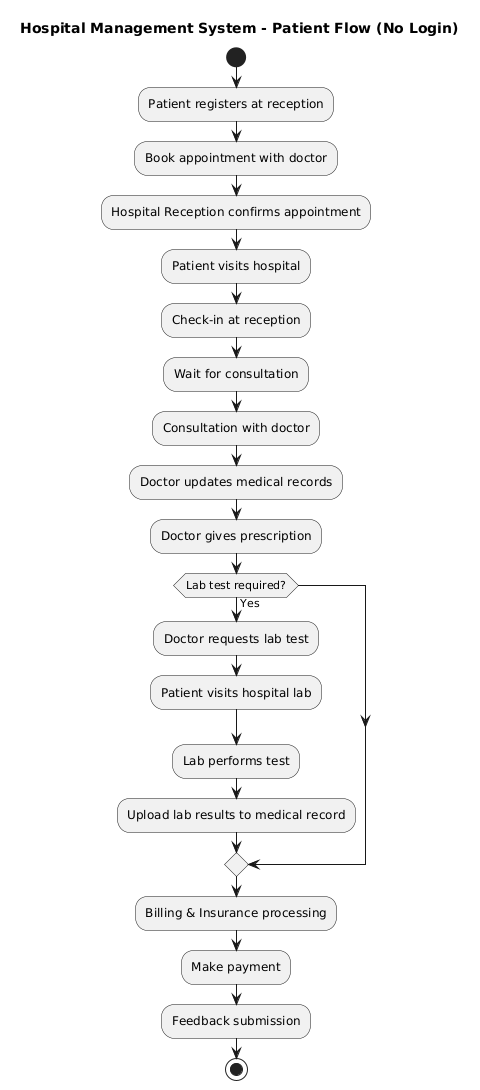 Hospital Management System - Patient Flow (No Login)
Patient registers at reception
Book appointment with doctor
Hospital Reception confirms appointment
Patient visits hospital
Check-in at reception
Wait for consultation
Consultation with doctor
Doctor updates medical records
Doctor gives prescription
Lab test required?
Yes
Doctor requests lab test
Patient visits hospital lab
Lab performs test
Upload lab results to medical record
Billing & Insurance processing
Make payment
Feedback submission